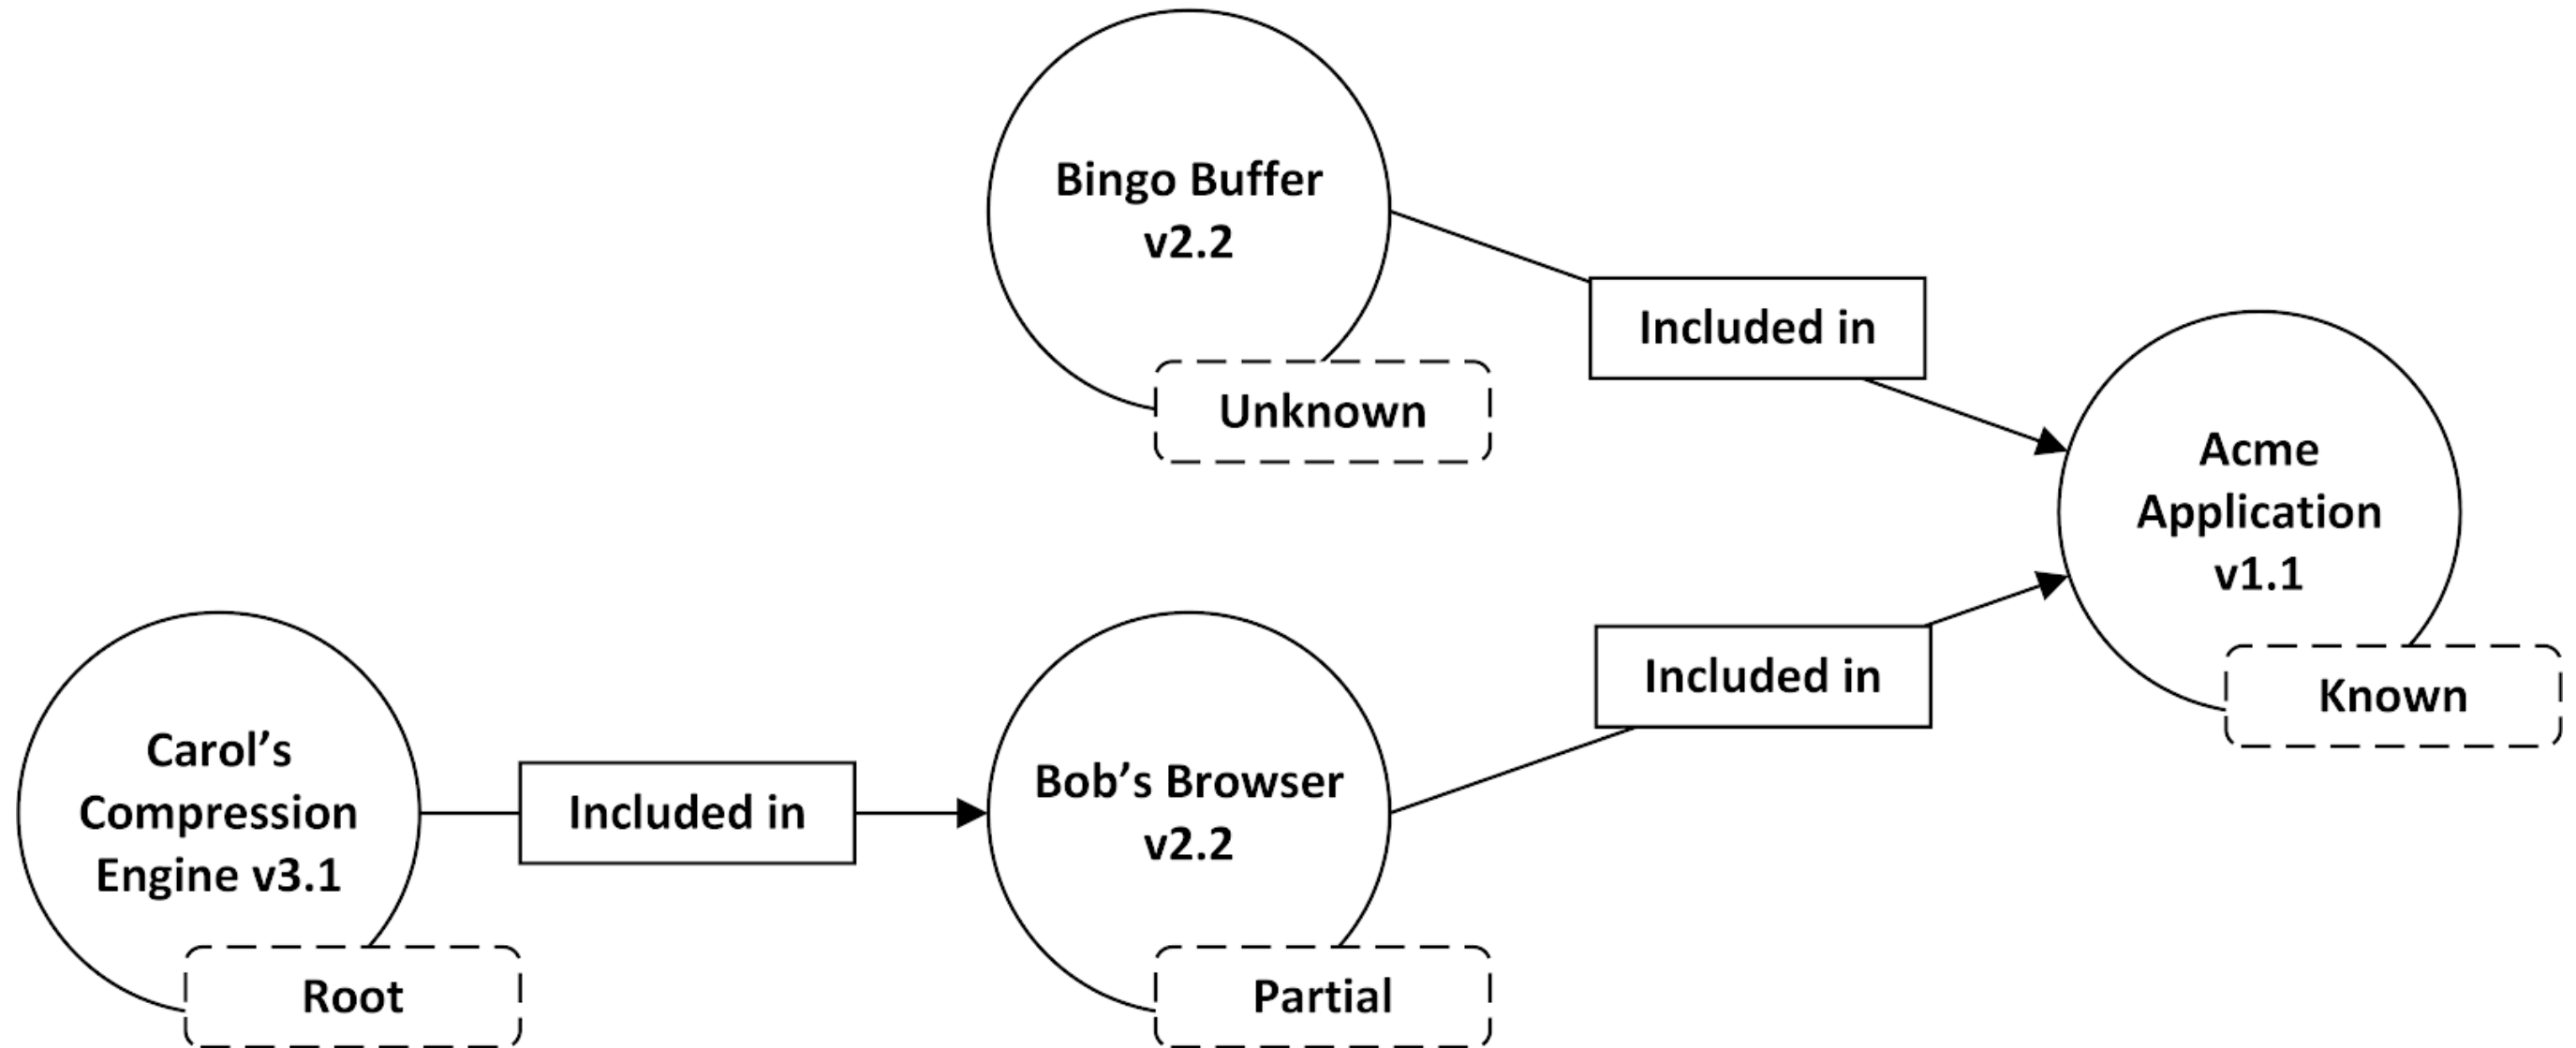 Bingo Buffer
v2.2
Unknown
Included in
Acme
Application
v1.1
Known
Included in
Carol’s
Compression
Engine v3.1
Root
Included in
Bob’s Browser
v2.2
Partial